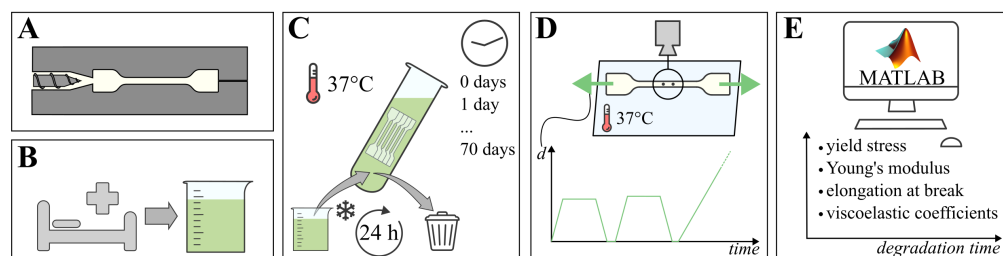 A
B
C
37°C
0 days
1 day
...
70 days
24 h
D
37°C
d
time
E
MATLAB
• yield stress
• Young's modulus
• elongation at break
• viscoelastic coefficients
degradation time